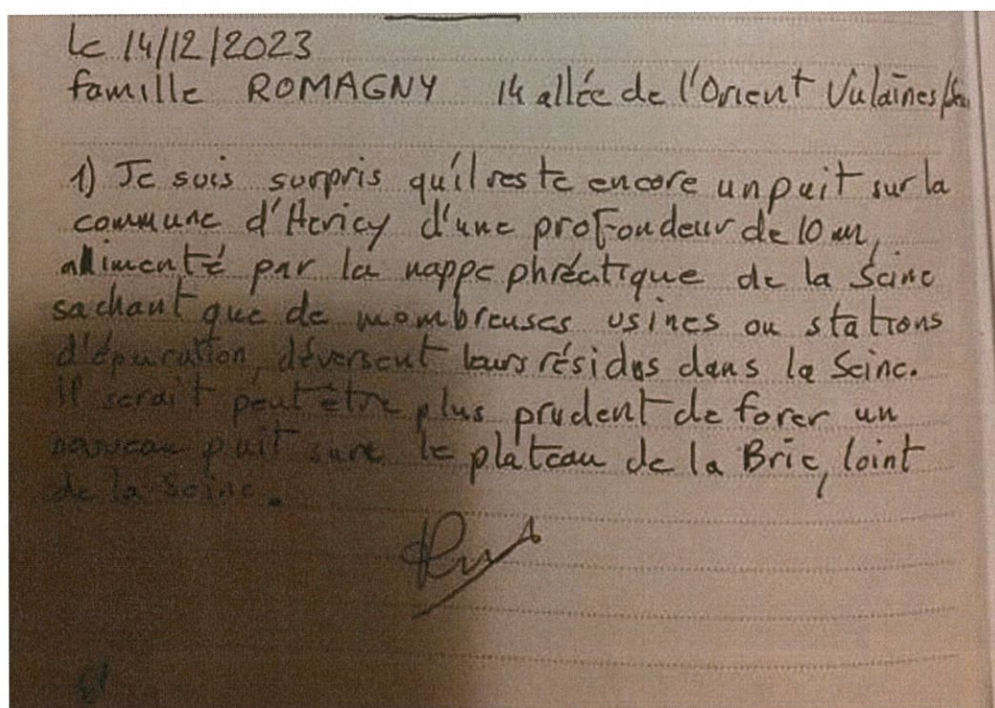 le 14/12/2023
famille ROMAGNY 14 allée de l'Orient Vulaines/
1) Je suis surpris qu'il reste encore un puit sur la
commune d'Hericy d'une profondeur de 10 m,
alimenté par la nappe phréatique de la Seine
sachant que de mombreuses usines ou stations
d'épuration, déversent leurs résidus dans la Seine.
il serait peut être plus prudent de forer un
nouveau puit sure le plateau de la Brie, loint
de la Seine.